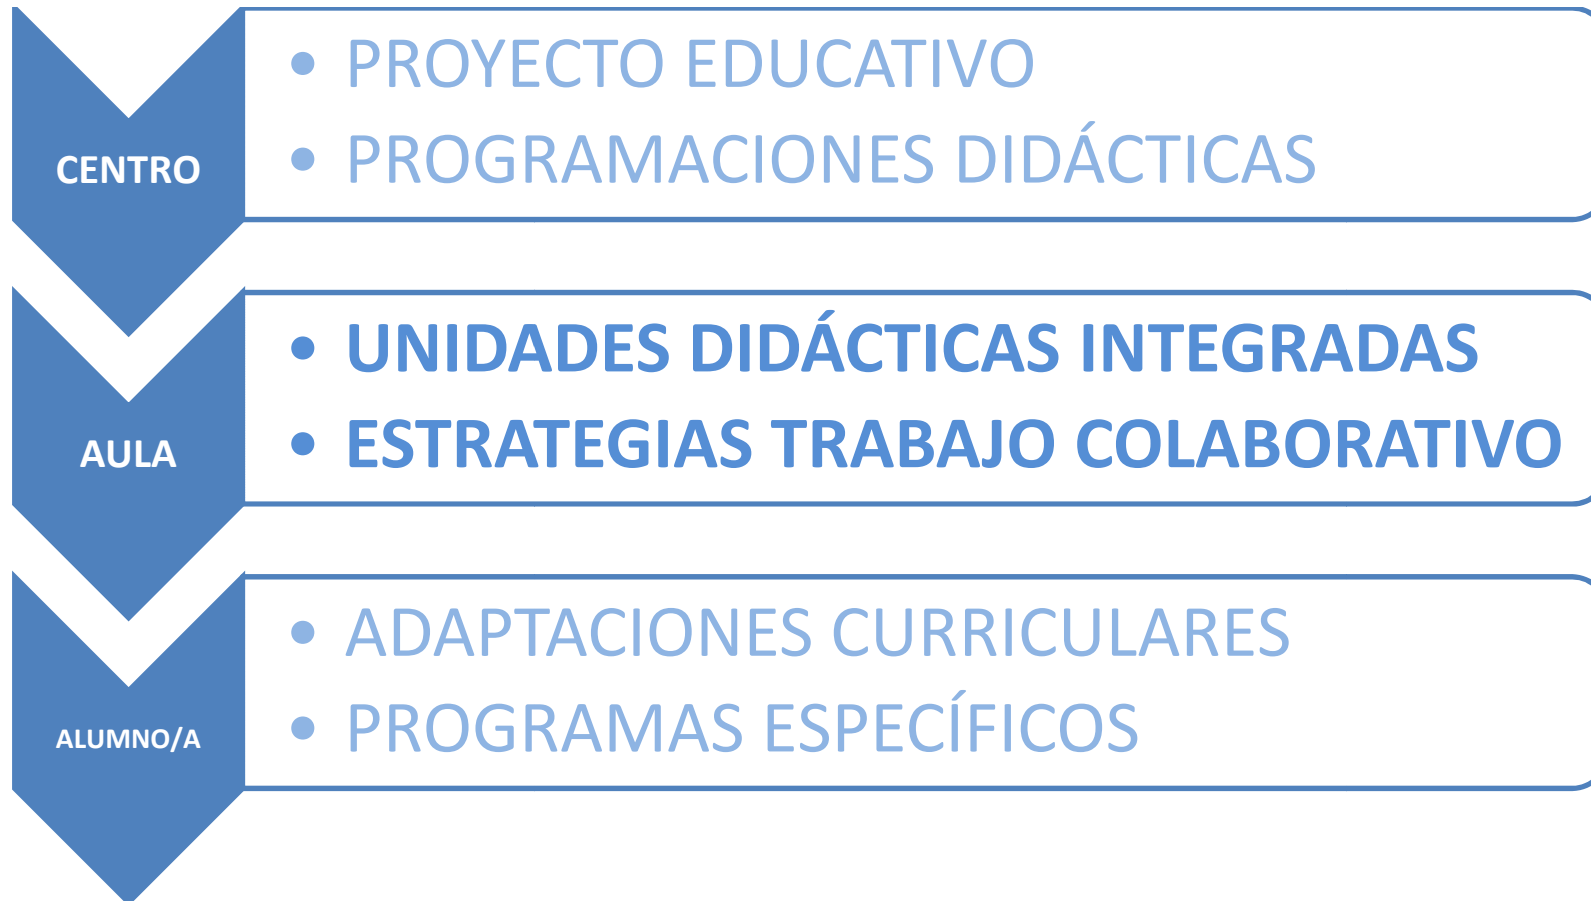 CENTRO
• PROYECTO EDUCATIVO
• PROGRAMACIONES DIDÁCTICAS
AULA
• UNIDADES DIDÁCTICAS INTEGRADAS
• ESTRATEGIAS TRABAJO COLABORATIVO
ALUMNO/A
• ADAPTACIONES CURRICULARES
• PROGRAMAS ESPECÍFICOS